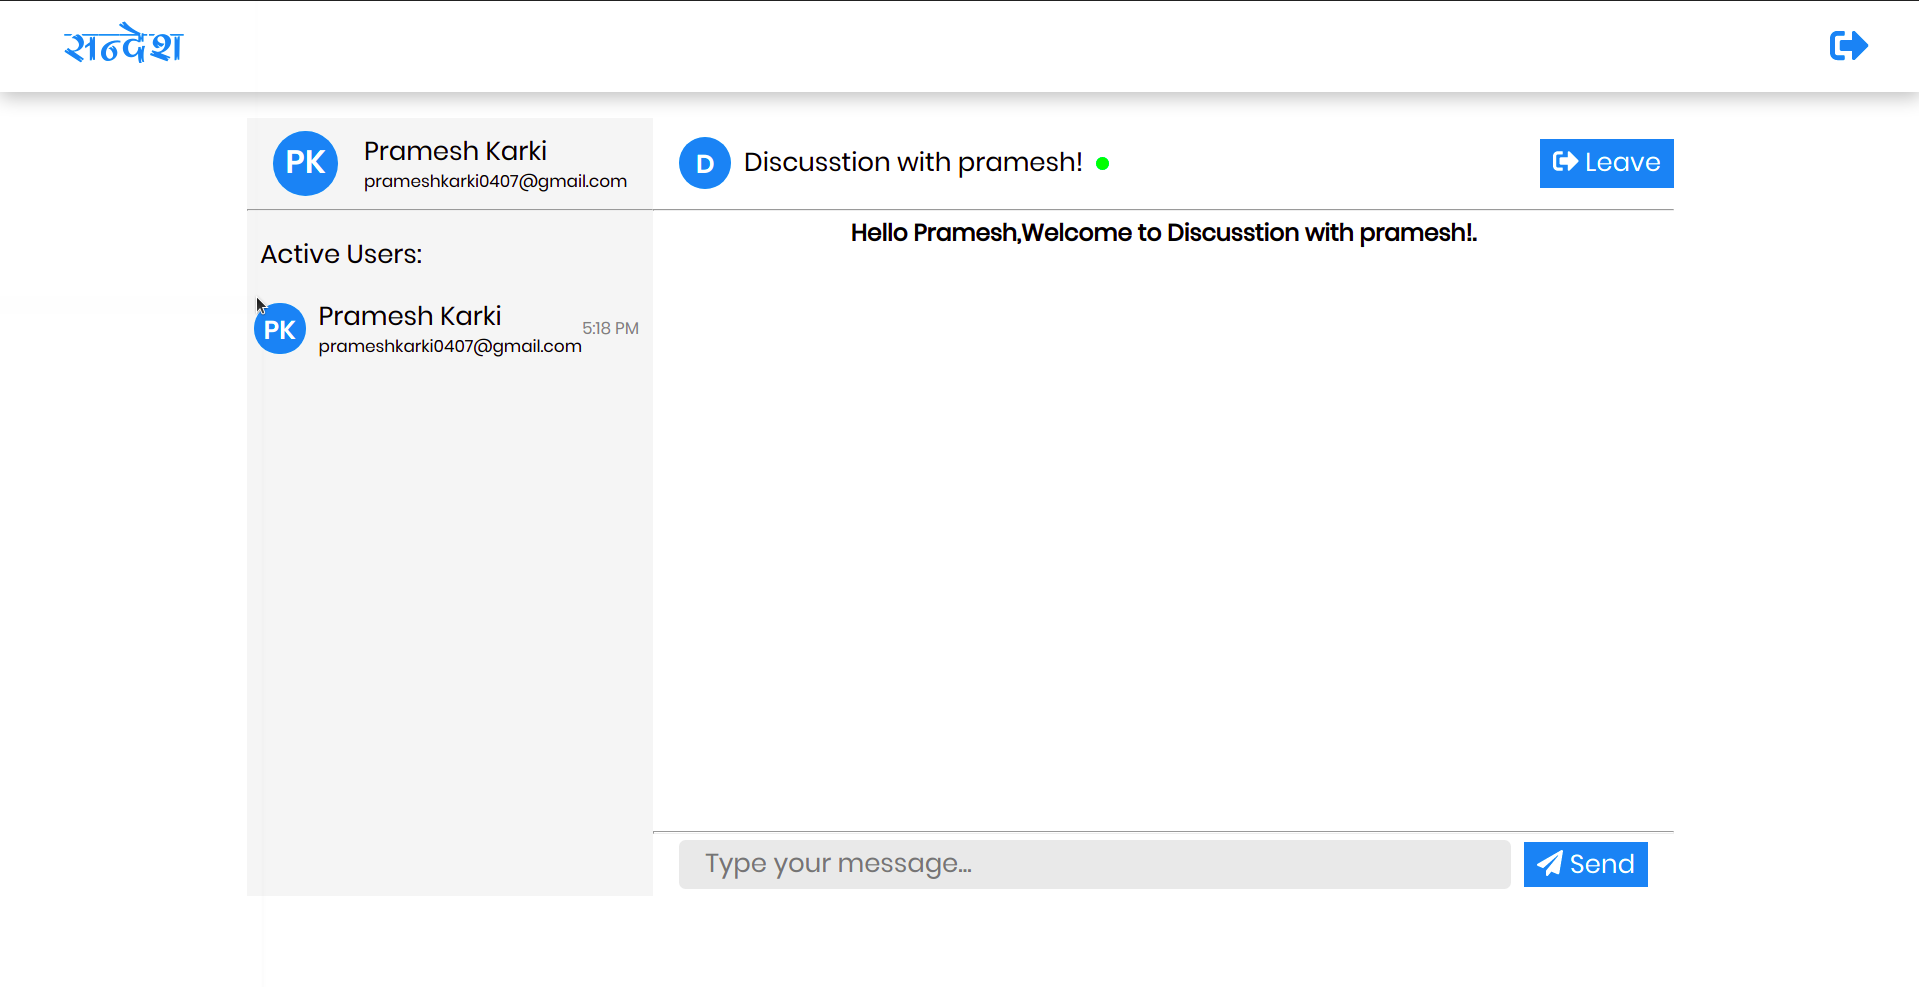 सन्देश
PK
Pramesh Karki
prameshkarki0407@gmail.com
D
Discusstion with pramesh!
Leave
Active Users:
PK
Pramesh Karki
prameshkarki0407@gmail.com
5:18 PM
Hello Pramesh,Welcome to Discusstion with pramesh!.
Type your message...
Send